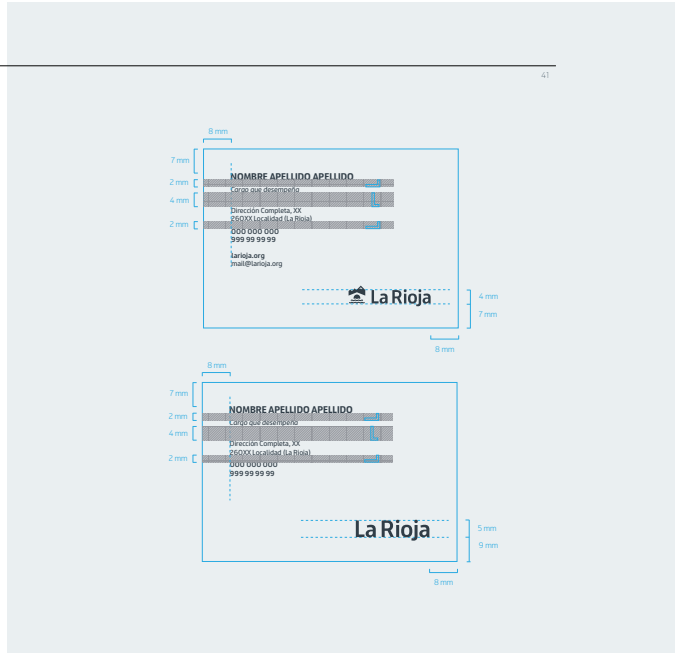 41
8 mm
7 mm
2 mm
4 mm
2 mm
NOMBRE APELLIDO APELLIDO
Cargo que desempeña
Dirección Completa, XX
260XX Localidad (La Rioja)
000 000 000
999 99 99 99
larioja.org
mail@larioja.org
La Rioja
4 mm
7 mm
8 mm
8 mm
7 mm
2 mm
4 mm
2 mm
NOMBRE APELLIDO APELLIDO
Cargo que desempeña
Dirección Completa, XX
260XX Localidad (La Rioja)
000 000 000
999 99 99 99
La Rioja
5 mm
9 mm
8 mm